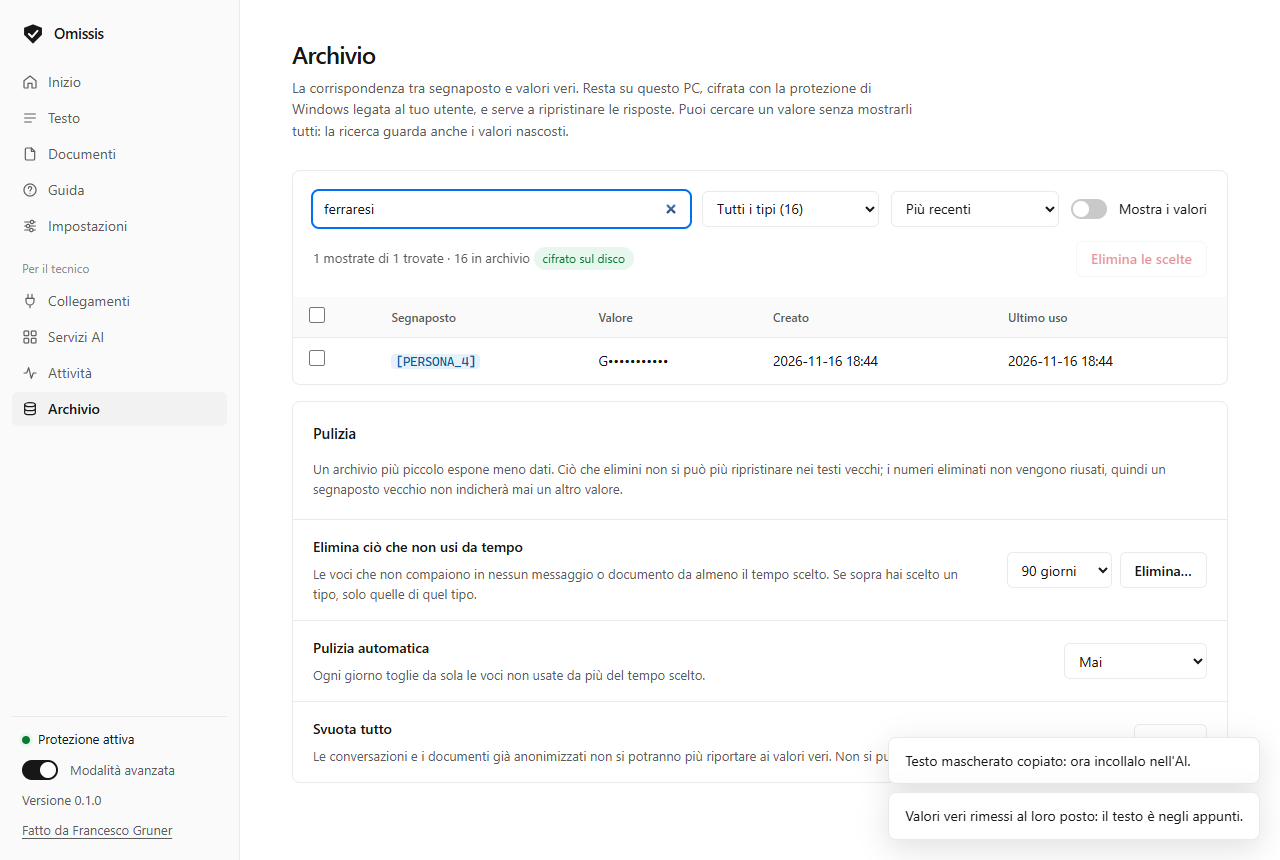 Omissis
Inizio
Testo
Documenti
Guida
Impostazioni
Per il tecnico
Collegamenti
Servizi AI
Attività
Archivio
Protezione attiva
Modalità avanzata
Versione 0.1.0
Fatto da Francesco Gruner
Archivio
La corrispondenza tra segnaposto e valori veri. Resta su questo PC, cifrata con la protezione di
Windows legata al tuo utente, e serve a ripristinare le risposte. Puoi cercare un valore senza mostrarli
tutti: la ricerca guarda anche i valori nascosti.
ferraresi
Tutti i tipi (16)
Più recenti
Mostra i valori
1 mostrate di 1 trovate · 16 in archivio cifrato sul disco
Elimina le scelte
Segnaposto Valore Creato Ultimo uso
[PERSONA_4] G••••••••••• 2026-11-16 18:44 2026-11-16 18:44
Pulizia
Un archivio più piccolo espone meno dati. Ciò che elimini non si può più ripristinare nei testi vecchi; i numeri eliminati non vengono riusati, quindi un
segnaposto vecchio non indicherà mai un altro valore.
Elimina ciò che non usi da tempo
Le voci che non compaiono in nessun messaggio o documento da almeno il tempo scelto. Se sopra hai scelto un
tipo, solo quelle di quel tipo.
90 giorni
Elimina...
Pulizia automatica
Ogni giorno toglie da sola le voci non usate da più del tempo scelto.
Mai
Svuota tutto
Le conversazioni e i documenti già anonimizzati non si potranno più riportare ai valori veri. Non si
Testo mascherato copiato: ora incollalo nell'AI.
Valori veri rimessi al loro posto: il testo è negli appunti.